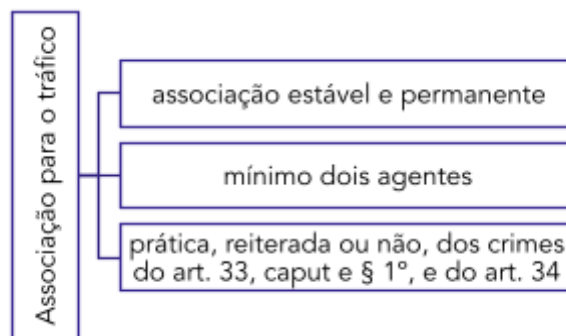 Associação para o tráfico
associação estável e permanente
mínimo dois agentes
prática, reiterada ou não, dos crimes
do art. 33, caput e § 1º, e do art. 34